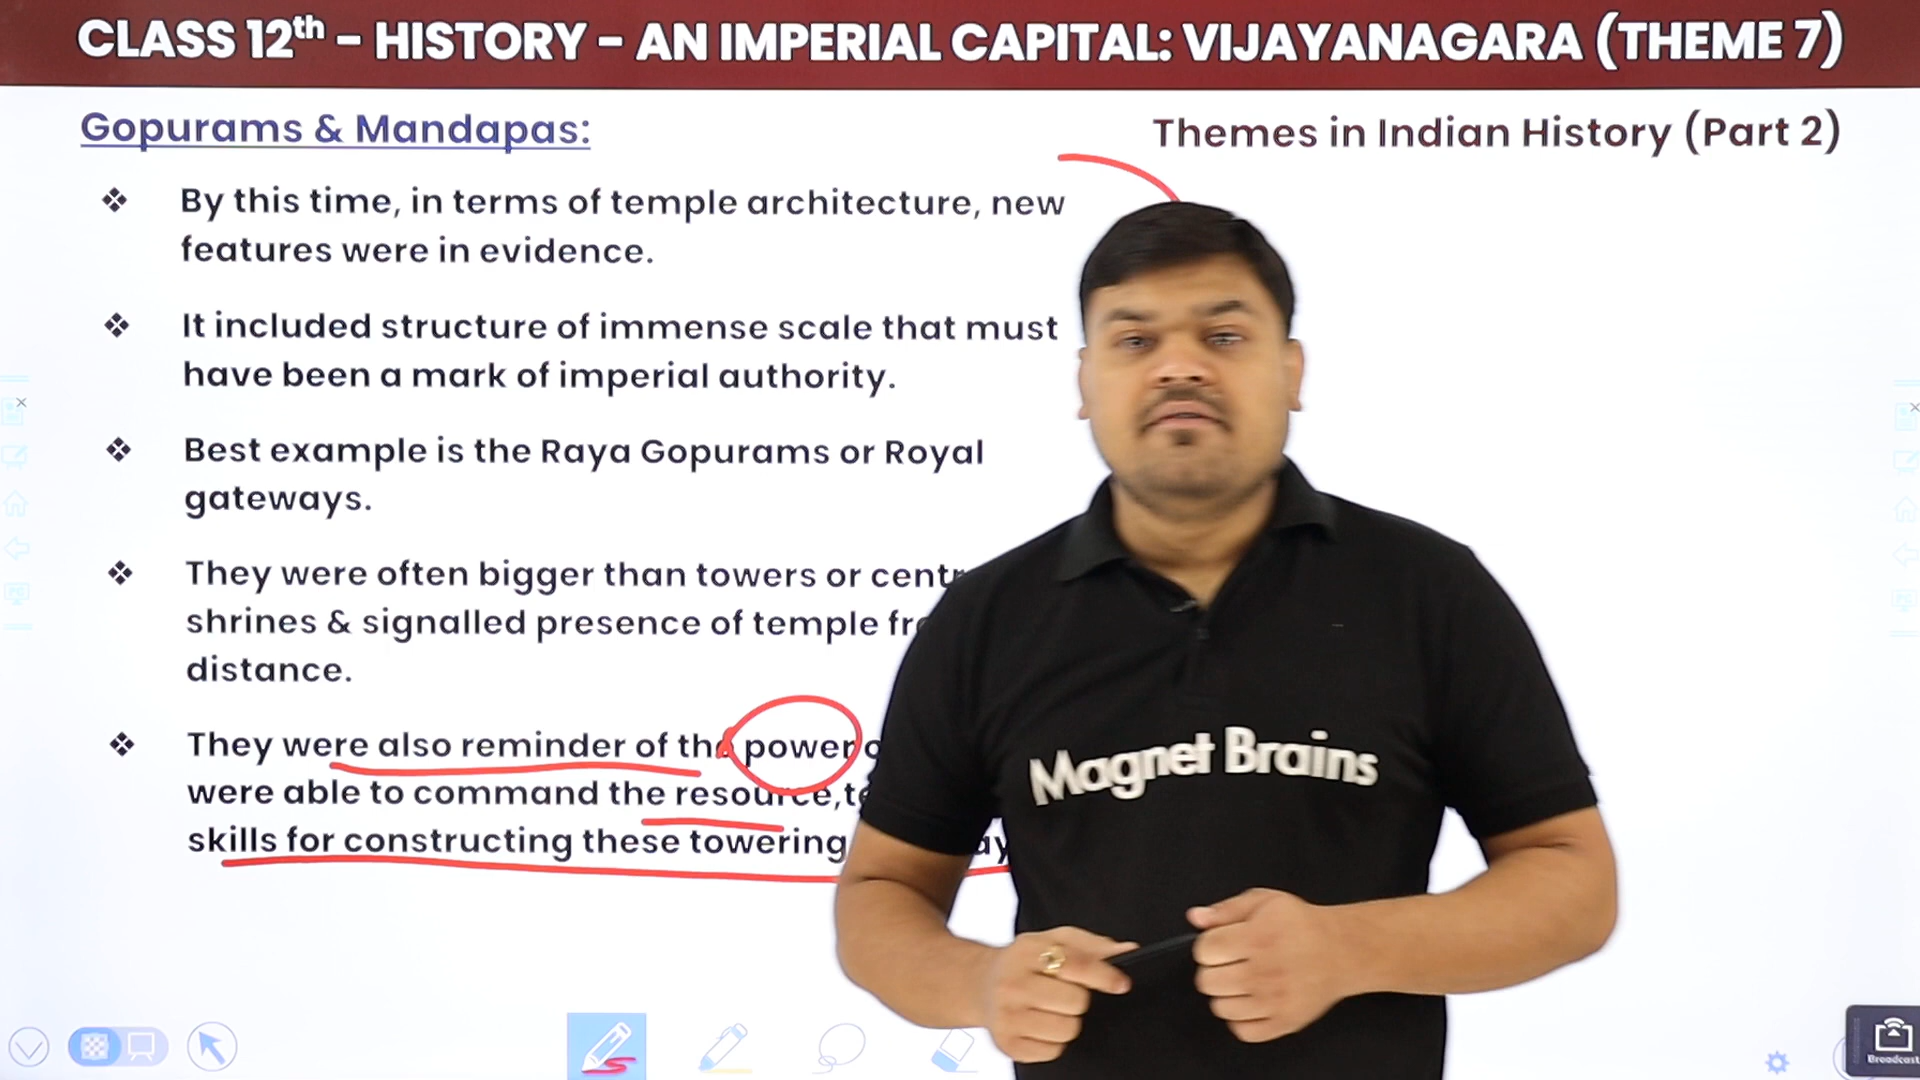 CLASS 12th - HISTORY - AN IMPERIAL CAPITAL: VIJAYANAGARA (THEME 7)
Gopurams & Mandapas:
Themes in Indian History (Part 2)
❖ By this time, in terms of temple architecture, new
features were in evidence.
❖ It included structure of immense scale that must
have been a mark of imperial authority.
❖ Best example is the Raya Gopurams or Royal
gateways.
❖ They were often bigger than towers or
shrines & signalled presence of temple
distance.
❖ They were also reminder of the power
were able to command the resource,
skills for constructing these towering
Magnet Brains
Broadcast